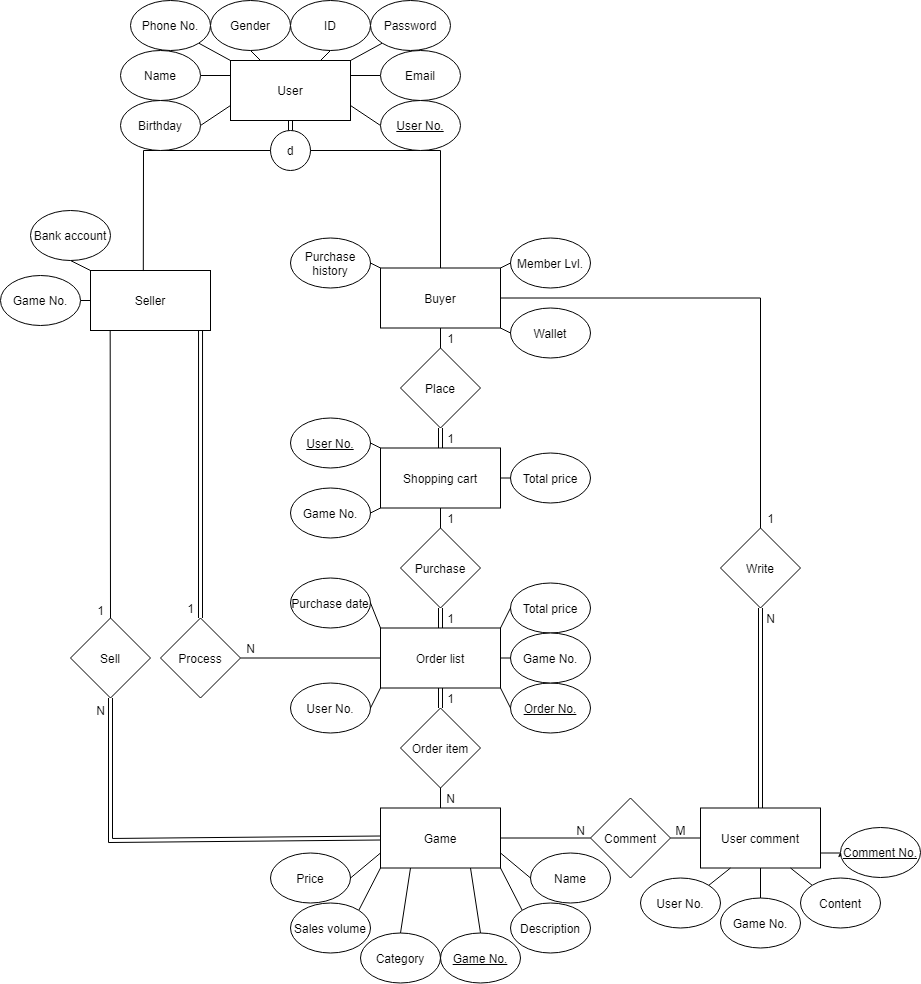 Phone No.
Gender
ID
Password
Name
User
Email
Birthday
User No.
d
Bank account
Purchase
history
Member Lvl.
Game No.
Seller
Buyer
Wallet
1
Place
1
User No.
Shopping cart
Total price
Game No.
1
1
Purchase
Write
Purchase date
Total price
1
1
1
N
Sell
Process
N
Order list
Game No.
User No.
1
Order No.
N
Order item
N
Game
N
Comment
M
User comment
Comment No.
Price
Name
User No.
Content
Sales volume
Description
Game No.
Category
Game No.